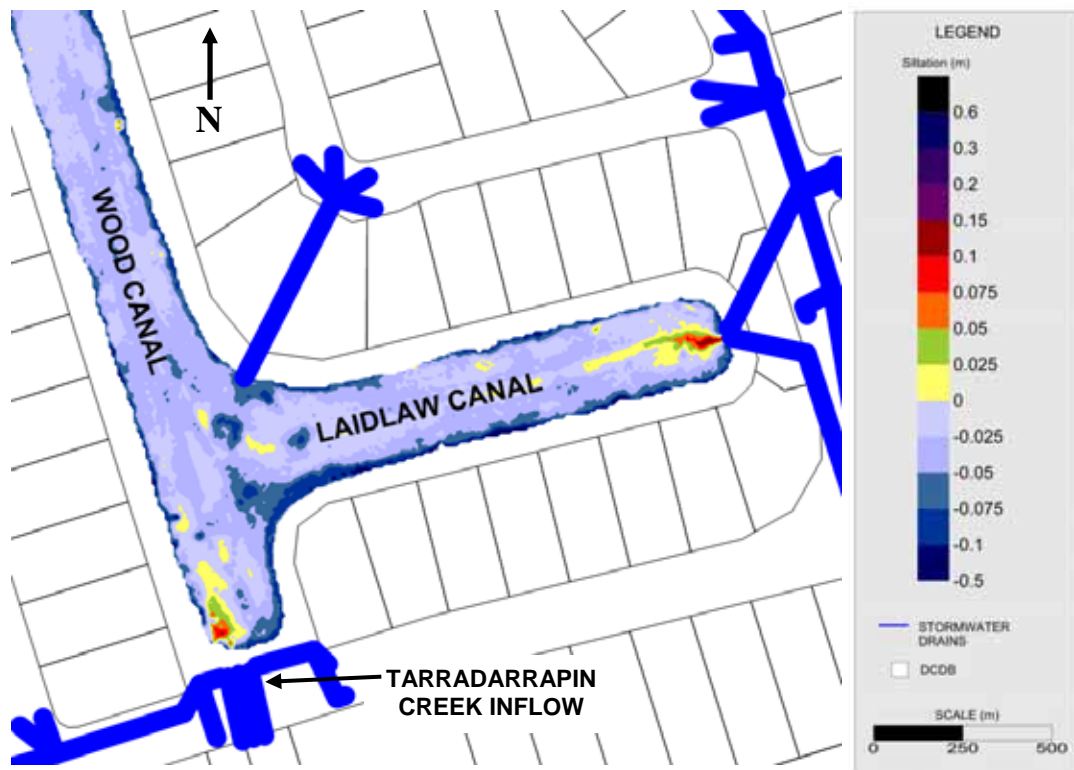 N
WOOD CANAL
LAIDLAW CANAL
TARRADARRAPIN
CREEK INFLOW
LEGEND
Siltation (m)
0.6
0.3
0.2
0.15
0.1
0.075
0.05
0.025
0
-0.025
-0.05
-0.075
-0.1
-0.5
STORMWATER
DRAINS
DCDB
SCALE (m)
0 250 500